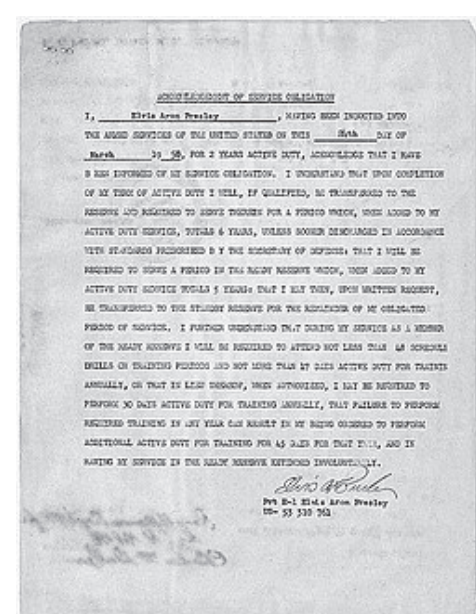 ACKNOWLEDGMENT OF SERVICE OBLIGATION
I, Elvis Aron Presley, HAVING BEEN INDUCTED INTO
THE ARMED SERVICES OF THE UNITED STATES ON THIS 24th DAY OF
March 19 58, FOR 2 YEARS ACTIVE DUTY, ACKNOWLEDGE THAT I HAVE
B EEN INFORMED OF MY SERVICE OBLIGATION. I UNDERSTAND THAT UPON COMPLETION
OF MY TERM OF ACTIVE DUTY I WILL, IF QUALIFIED, BE TRANSFERRED TO THE
RESERVE AND REQUIRED TO SERVE THEREIN FOR A PERIOD WHICH, WHEN ADDED TO MY
ACTIVE DUTY SERVICE, TOTALS 6 YEARS, UNLESS SOONER DISCHARGED IN ACCORDANCE
WITH STANDARDS PRESCRIBED B Y THE SECRETARY OF DEFENSE: THAT I WILL BE
REQUIRED TO SERVE A PERIOD IN THE READY RESERVE WHICH, WHEN ADDED TO MY
ACTIVE DUTY SERVICE TOTALS 5 YEARS: THAT I MAY THEN, UPON WRITTEN REQUEST,
BE TRANSFERRED TO THE STANDBY RESERVE FOR THE REMAINDER OF MY OBLIGATED
PERIOD OF SERVICE. I FURTHER UNDERSTAND THAT DURING MY SERVICE AS A MEMBER
OF THE READY RESERVE I WILL BE REQUIRED TO ATTEND NOT LESS THAN 48 SCHEDULE
DRILLS OR TRAINING PERIODS AND NOT MORE THAN 17 DAYS ACTIVE DUTY FOR TRAINIG
ANNUALLY, OR THAT IN LIEU THEREOF, WHEN AUTHORIZED, I MAY BE REQUIRED TO
PERFORM 30 DAYS ACTIVE DUTY FOR TRAINING ANNUALLY, THAT FAILURE TO PERFORM
REQUIRED TRAINING IN ANY YEAR CAN RESULT IN MY BEING ORDERED TO PERFORM
ADDITIONAL ACTIVE DUTY FOR TRAINING FOR 45 DAYS FOR THAT YEAR, AND IN
HAVING MY SERVICE IN THE READY RESERVE EXTENDED INVOLUNTARILY.
Elvis A Presley
Pvt E-1 Elvis Aron Presley
US- 53 310 761